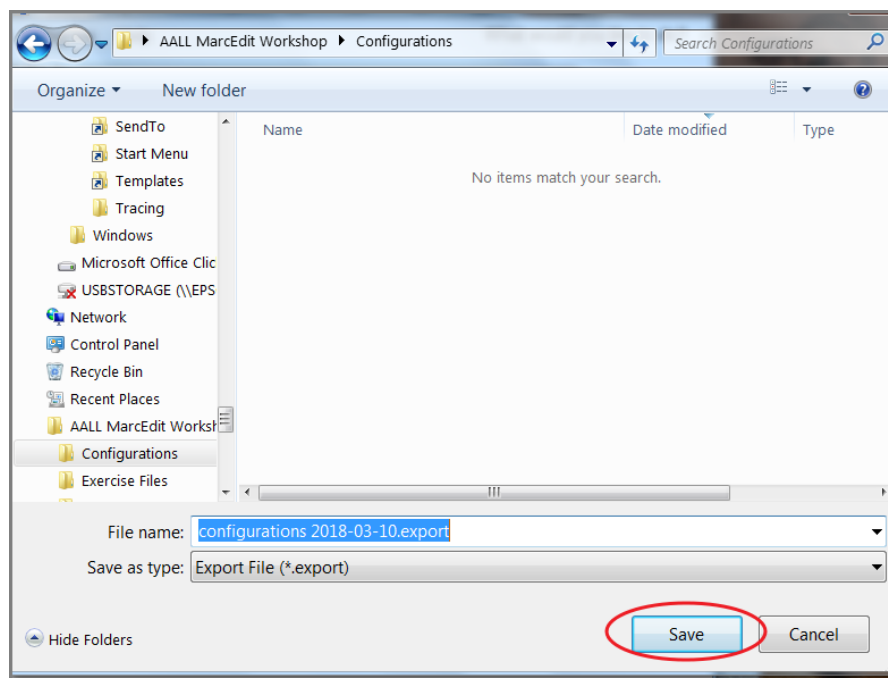 AALL MarcEdit Workshop Configurations
Search Configurations
Organize New folder
SendTo
Start Menu
Templates
Tracing
Windows
Microsoft Office Clic
USBSTORAGE (\\EPS
Network
Control Panel
Recycle Bin
Recent Places
AALL MarcEdit Worksh
Configurations
Exercise Files
Name Date modified Type
No items match your search.
File name: configurations 2018-03-10.export
Save as type: Export File (*.export)
Hide Folders
Save Cancel